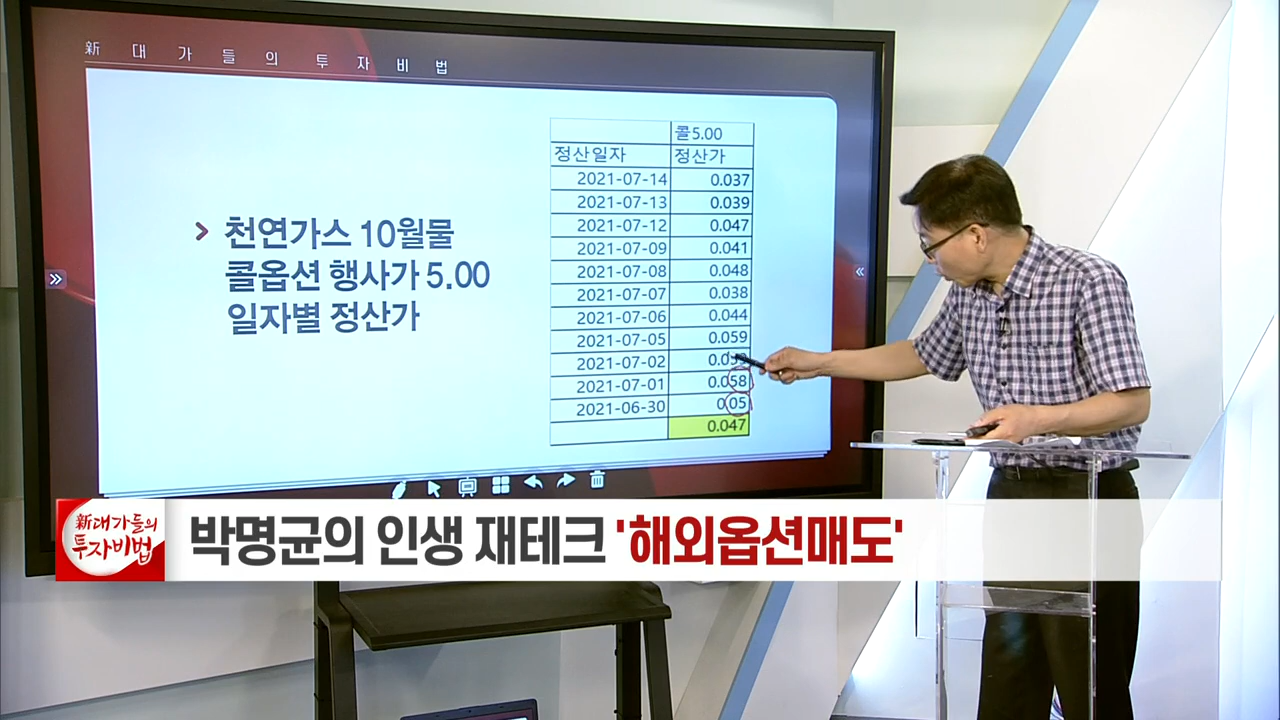 新 대 가 들 의 투 자 비 법
천연가스 10월물
콜옵션 행사가 5.00
일자별 정산가
콜5.00
정산일자 정산가
2021-07-14 0.037
2021-07-13 0.039
2021-07-12 0.047
2021-07-09 0.041
2021-07-08 0.048
2021-07-07 0.038
2021-07-06 0.044
2021-07-05 0.059
2021-07-02
2021-07-01 0.058
2021-06-30 0.05
0.047
新대가들의
투자비법
박명균의 인생 재테크 '해외옵션매도'